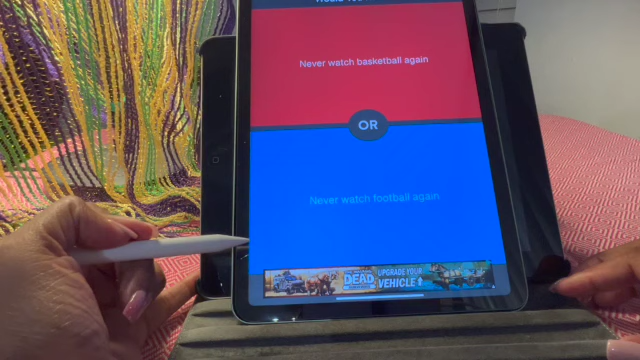 Never watch basketball again
OR
Never watch football again
DEAD
UPGRADE YOUR
VEHICLE